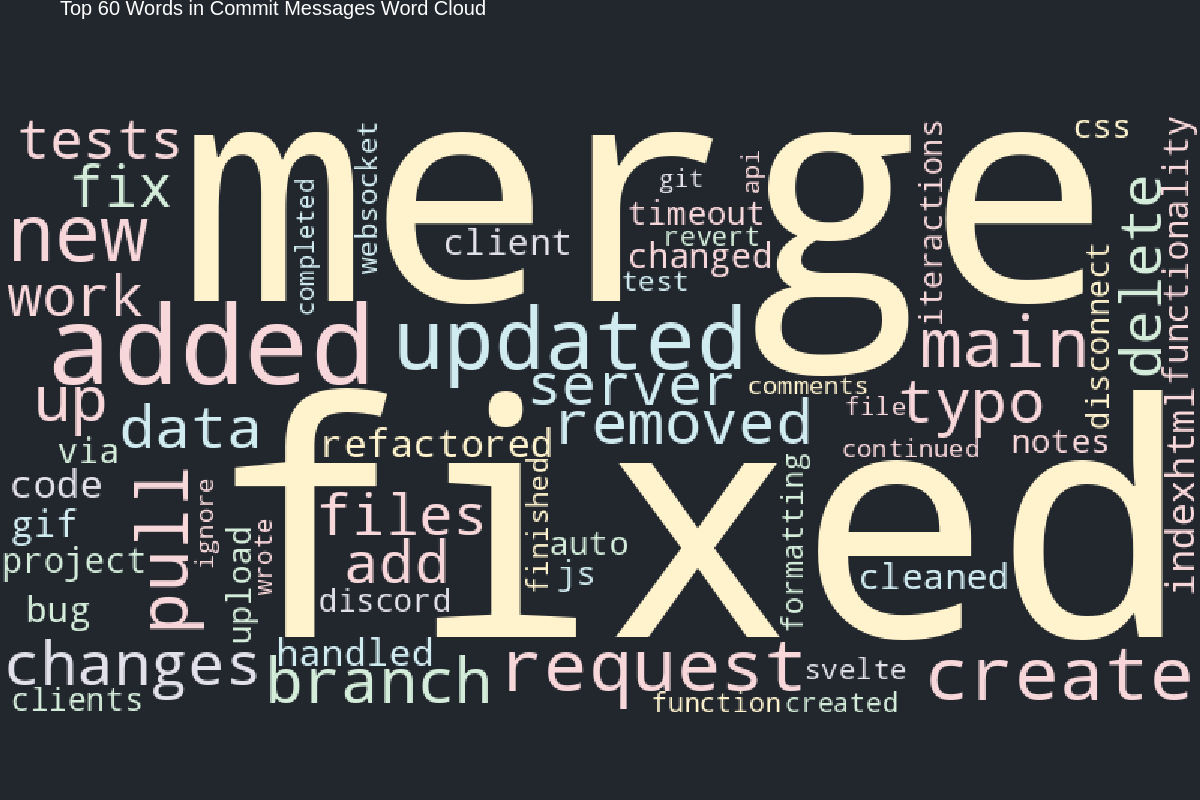 Top 60 Words in Commit Messages Word Cloud
merge
tests
completed
websocket
git
api
iteractions
css
functionality
fix
client
timeout
delete
new
revert
changed
test
work
added
updated
main
disconnect
up
server
comments
typo
data
removed
file
via
refactored
continued
notes
fixed
code
pull
ignore
files
finished
formatting
indexhtml
gif
upload
wrote
auto
project
add
js
cleaned
bug
discord
changes
handled
request
svelte
create
clients
branch
function
created